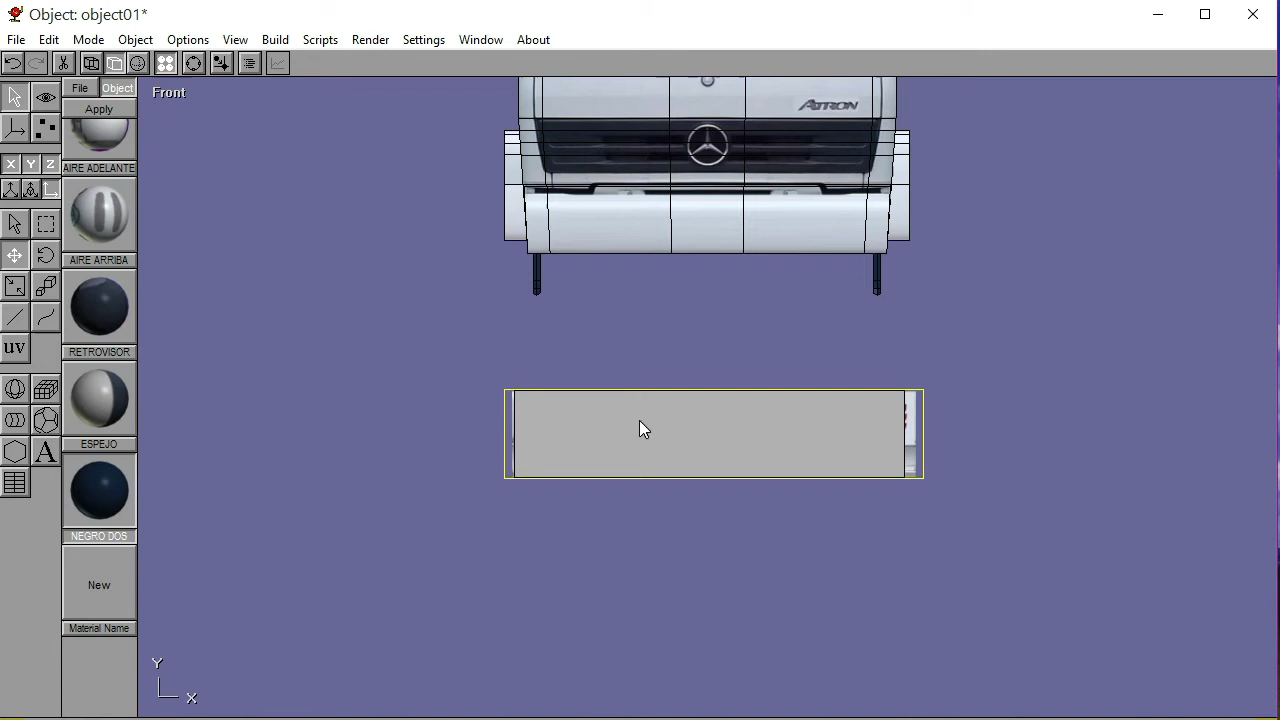 Object: object01*
File Edit Mode Object Options View Build Scripts Render Settings Window About
File Object
Apply
Front
ATRON
AIRE ADELANTE
X Y Z
AIRE ARRIBA
RETROVISOR
uv
ESPEJO
A
NEGRO DOS
New
Material Name
Y
X